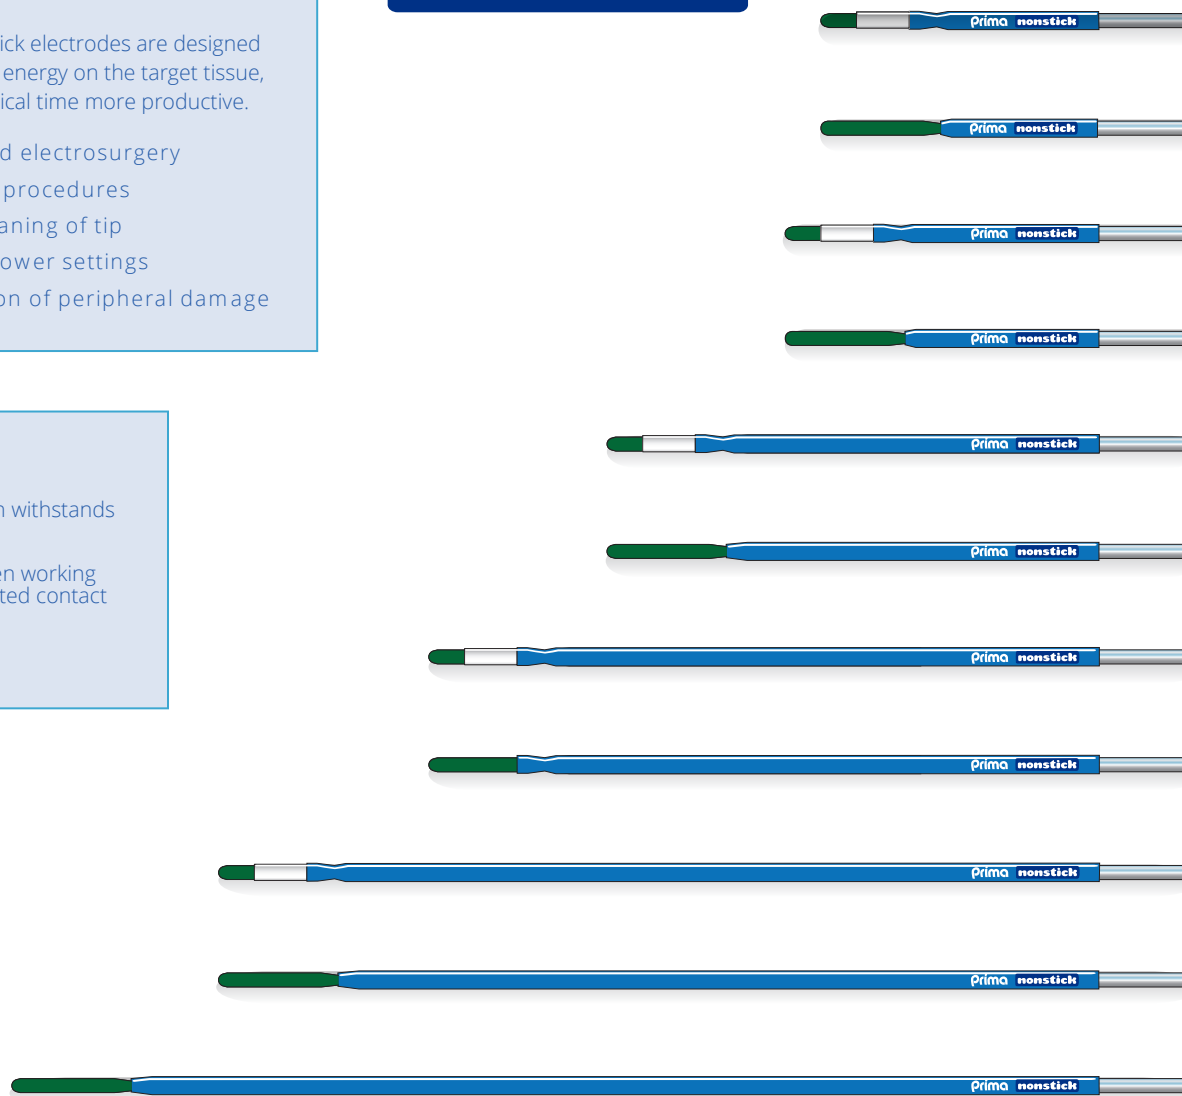 ick electrodes are designed
energy on the target tissue,
ical time more productive.
d electrosurgery
procedures
aning of tip
ower settings
on of peripheral damage
withstands
en working
ted contact
prima nonstick
prima nonstick
prima nonstick
prima nonstick
prima nonstick
prima nonstick
prima nonstick
prima nonstick
prima nonstick
prima nonstick
prima nonstick